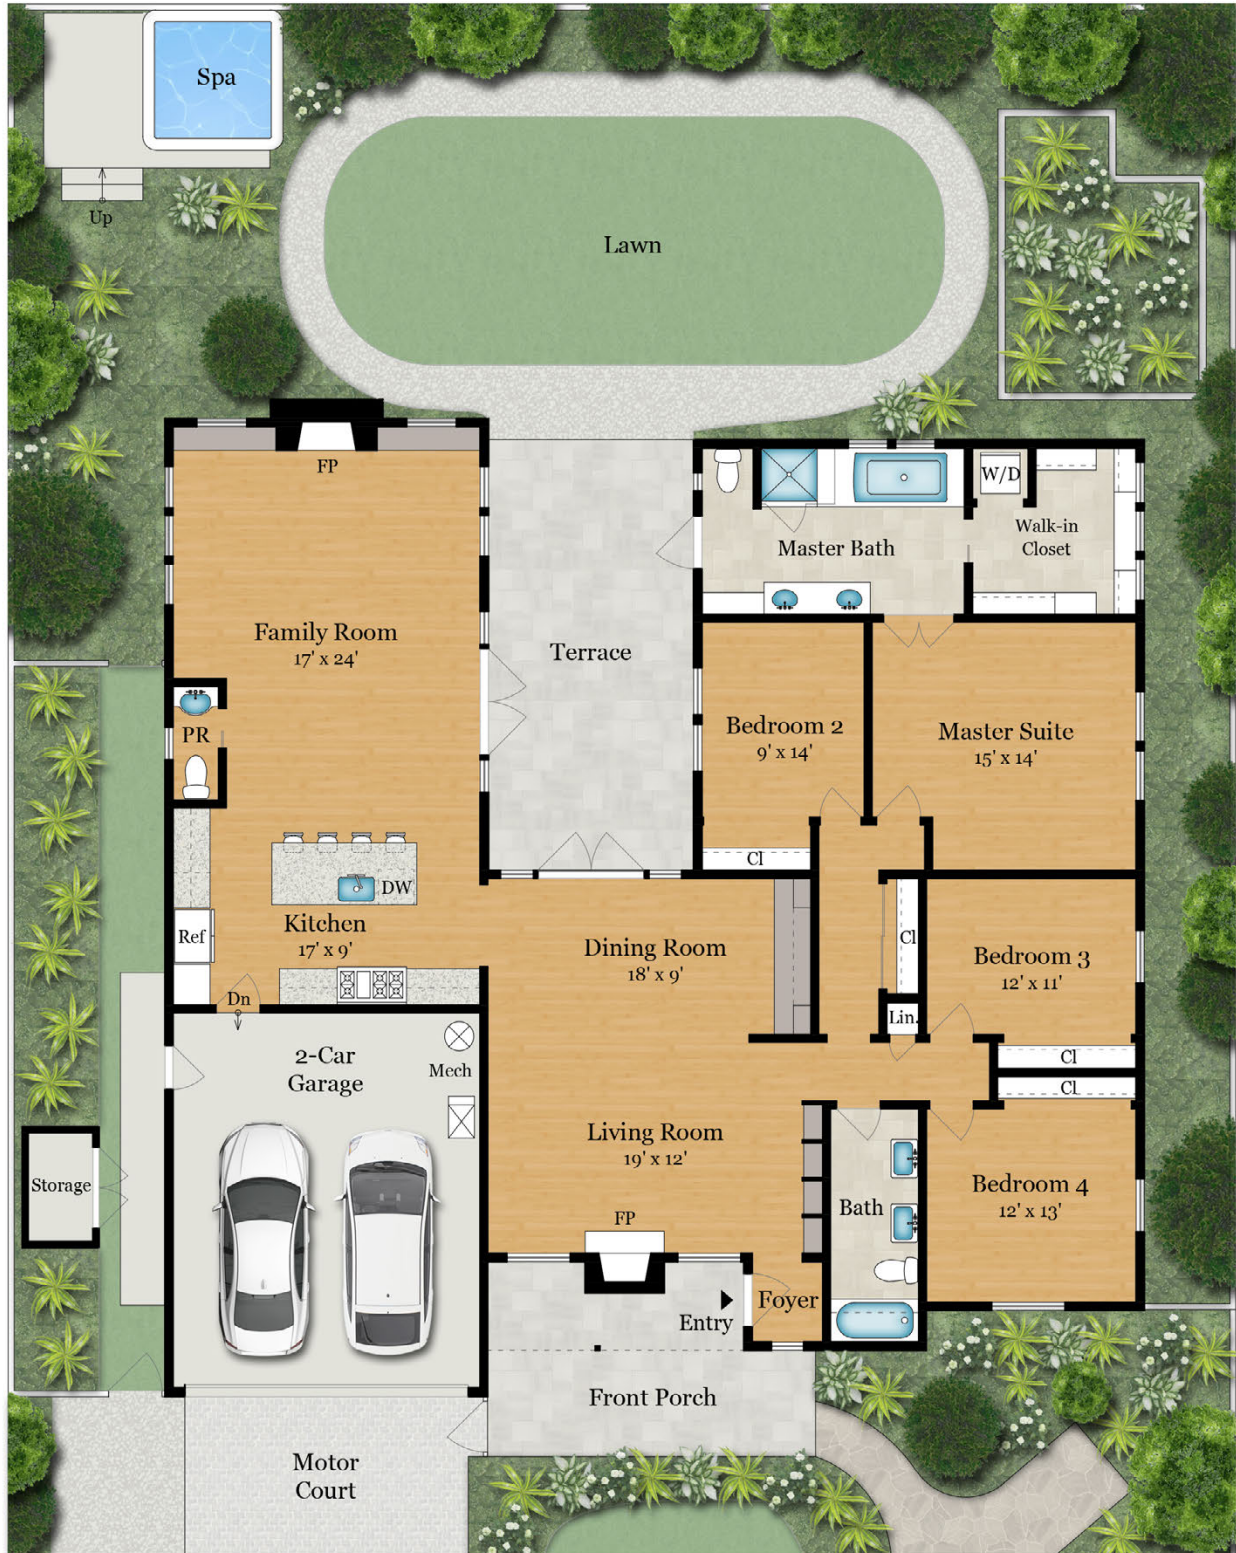 Spa
Up
Lawn
FP
W/D
Walk-in
Closet
Master Bath
Family Room
17' x 24'
Terrace
PR
Bedroom 2
9' x 14'
Master Suite
15' x 14'
Cl
DW
Kitchen
17' x 9'
Ref
Dn
Dining Room
18' x 9'
Cl
Bedroom 3
12' x 11'
Lin.
Cl
Cl
2-Car
Garage
Mech
Living Room
19' x 12'
FP
Storage
Bath
Bedroom 4
12' x 13'
Foyer
Entry
Front Porch
Motor
Court